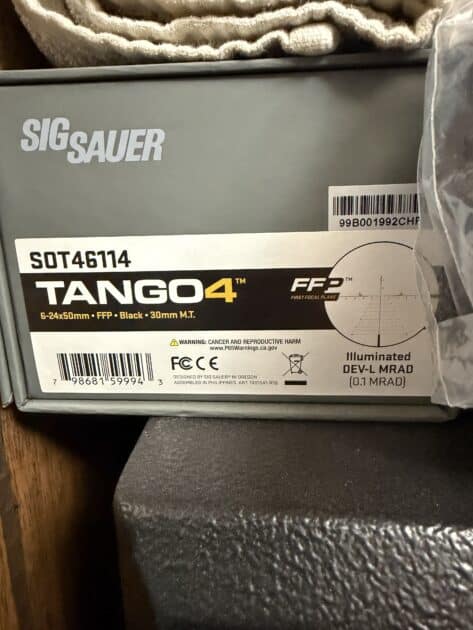 SIG SAUER
99B001992CHF
SOT46114
TANGO4™
FFP™
FIRST FOCAL PLANE
6-24x50mm • FFP • Black • 30mm M.T.
⚠WARNING: CANCER AND REPRODUCTIVE HARM
www.P65Warnings.ca.gov
FCC CE
Illuminated
DEV-L MRAD
(0.1 MRAD)
DESIGNED BY SIG SAUER® IN OREGON
7 98681 59994 3